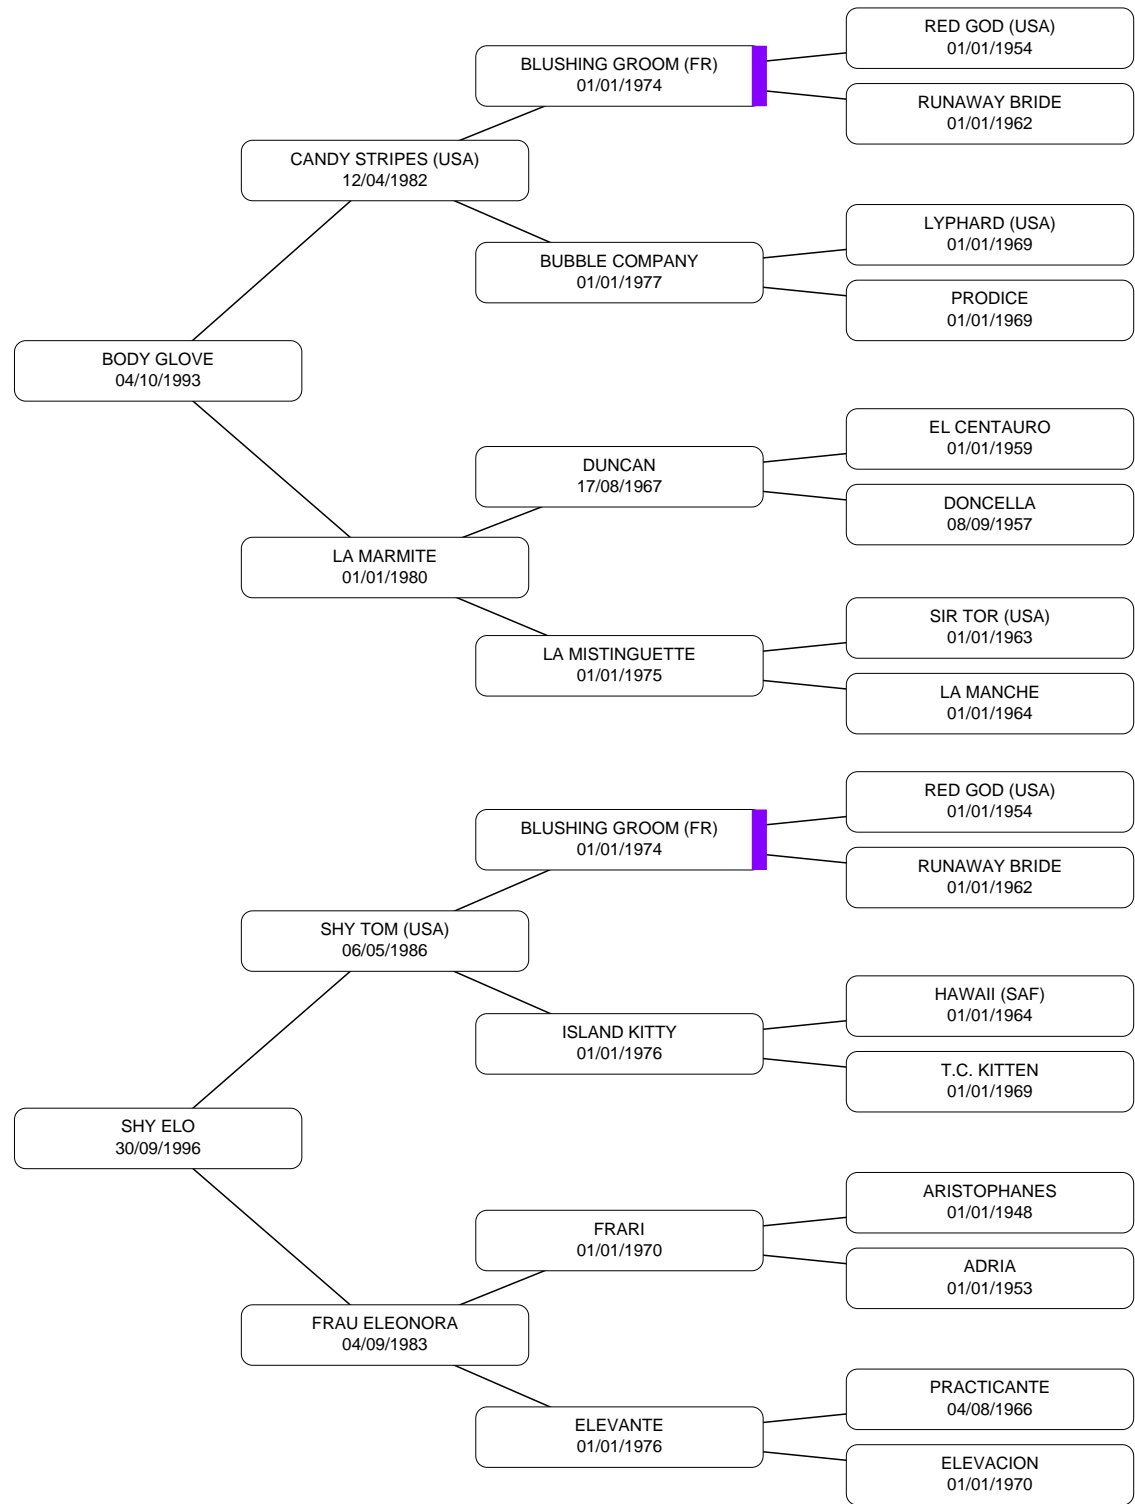 RED GOD (USA)
01/01/1954
BLUSHING GROOM (FR)
01/01/1974
RUNAWAY BRIDE
01/01/1962
CANDY STRIPES (USA)
12/04/1982
LYPHARD (USA)
01/01/1969
BUBBLE COMPANY
01/01/1977
PRODICE
01/01/1969
BODY GLOVE
04/10/1993
EL CENTAURO
01/01/1959
DUNCAN
17/08/1967
DONCELLA
08/09/1957
LA MARMITE
01/01/1980
SIR TOR (USA)
01/01/1963
LA MISTINGUETTE
01/01/1975
LA MANCHE
01/01/1964
RED GOD (USA)
01/01/1954
BLUSHING GROOM (FR)
01/01/1974
RUNAWAY BRIDE
01/01/1962
SHY TOM (USA)
06/05/1986
HAWAII (SAF)
01/01/1964
ISLAND KITTY
01/01/1976
T.C. KITTEN
01/01/1969
SHY ELO
30/09/1996
ARISTOPHANES
01/01/1948
FRARI
01/01/1970
ADRIA
01/01/1953
FRAU ELEONORA
04/09/1983
PRACTICANTE
04/08/1966
ELEVANTE
01/01/1976
ELEVACION
01/01/1970